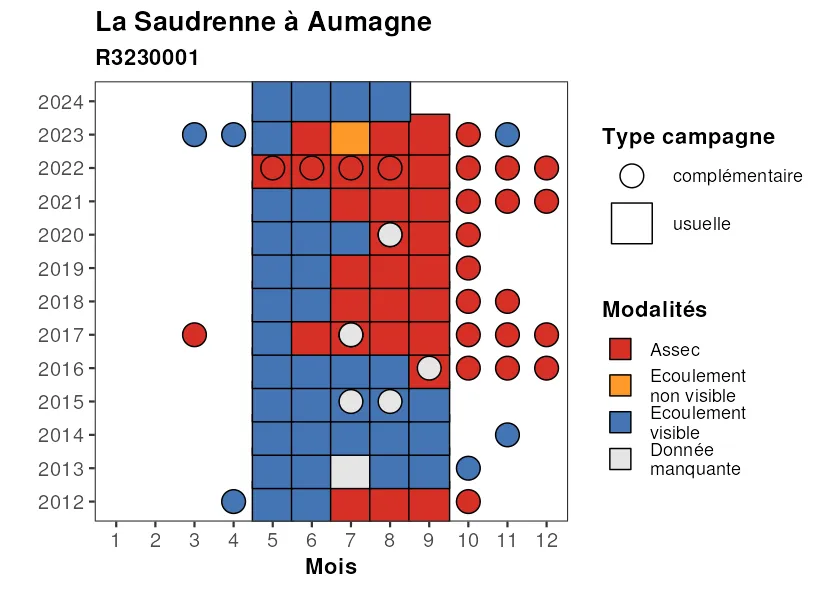 La Saudrenne à Aumagne
R3230001
2024
2023
2022
2021
2020
2019
2018
2017
2016
2015
2014
2013
2012
1 2 3 4 5 6 7 8 9 10 11 12
Mois
Type campagne
complémentaire
usuelle
Modalités
Assec
Ecoulement
non visible
Ecoulement
visible
Donnée
manquante